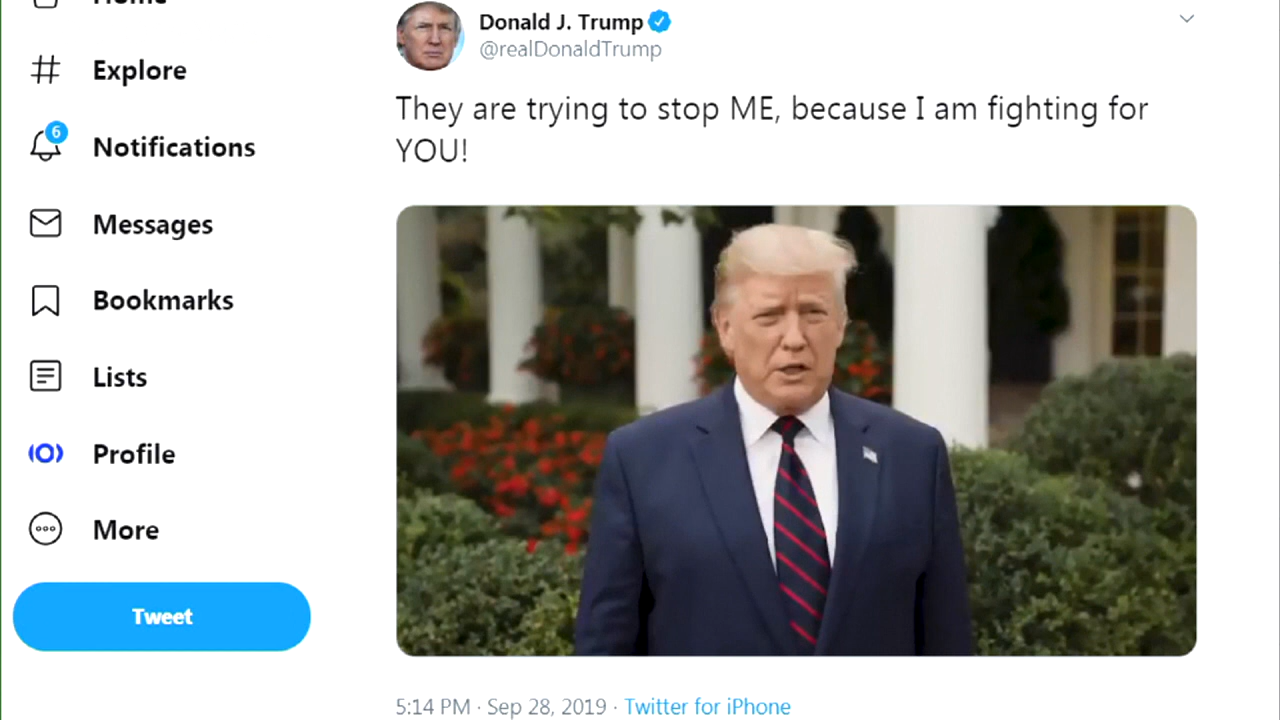 Home
Donald J. Trump
@realDonaldTrump
Explore
They are trying to stop ME, because I am fighting for
YOU!
6
Notifications
Messages
Bookmarks
Lists
Profile
More
Tweet
5:14 PM · Sep 28, 2019 · Twitter for iPhone